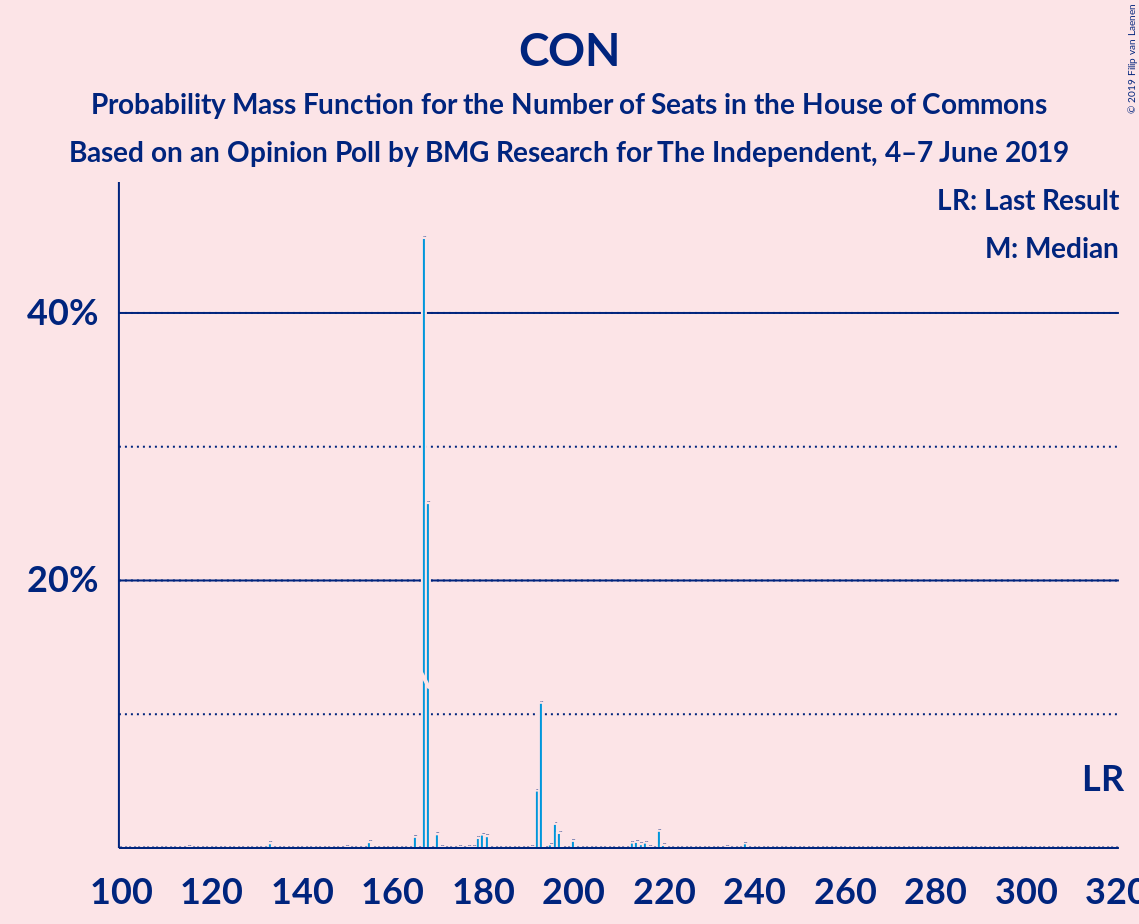 CON
Probability Mass Function for the Number of Seats in the House of Commons
Based on an Opinion Poll by BMG Research for The Independent, 4–7 June 2019
© 2019 Filip van Laenen
LR: Last Result
M: Median
40%
20%
LR
100 120 140 160 180 200 220 240 260 280 300 320